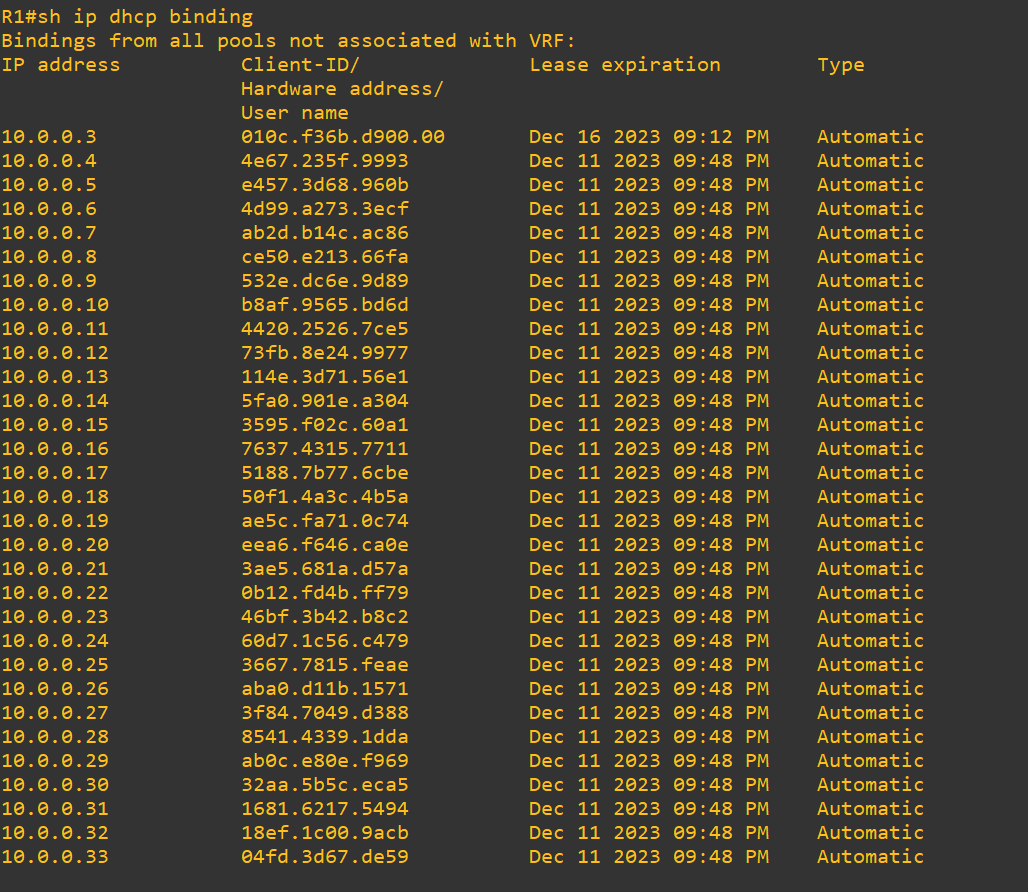 R1#sh ip dhcp binding
Bindings from all pools not associated with VRF:
IP address          Client-ID/              Lease expiration        Type
                    Hardware address/
                    User name
10.0.0.3            010c.f36b.d900.00       Dec 16 2023 09:12 PM    Automatic
10.0.0.4            4e67.235f.9993          Dec 11 2023 09:48 PM    Automatic
10.0.0.5            e457.3d68.960b          Dec 11 2023 09:48 PM    Automatic
10.0.0.6            4d99.a273.3ecf          Dec 11 2023 09:48 PM    Automatic
10.0.0.7            ab2d.b14c.ac86          Dec 11 2023 09:48 PM    Automatic
10.0.0.8            ce50.e213.66fa          Dec 11 2023 09:48 PM    Automatic
10.0.0.9            532e.dc6e.9d89          Dec 11 2023 09:48 PM    Automatic
10.0.0.10           b8af.9565.bd6d          Dec 11 2023 09:48 PM    Automatic
10.0.0.11           4420.2526.7ce5          Dec 11 2023 09:48 PM    Automatic
10.0.0.12           73fb.8e24.9977          Dec 11 2023 09:48 PM    Automatic
10.0.0.13           114e.3d71.56e1          Dec 11 2023 09:48 PM    Automatic
10.0.0.14           5fa0.901e.a304          Dec 11 2023 09:48 PM    Automatic
10.0.0.15           3595.f02c.60a1          Dec 11 2023 09:48 PM    Automatic
10.0.0.16           7637.4315.7711          Dec 11 2023 09:48 PM    Automatic
10.0.0.17           5188.7b77.6cbe          Dec 11 2023 09:48 PM    Automatic
10.0.0.18           50f1.4a3c.4b5a          Dec 11 2023 09:48 PM    Automatic
10.0.0.19           ae5c.fa71.0c74          Dec 11 2023 09:48 PM    Automatic
10.0.0.20           eea6.f646.ca0e          Dec 11 2023 09:48 PM    Automatic
10.0.0.21           3ae5.681a.d57a          Dec 11 2023 09:48 PM    Automatic
10.0.0.22           0b12.fd4b.ff79          Dec 11 2023 09:48 PM    Automatic
10.0.0.23           46bf.3b42.b8c2          Dec 11 2023 09:48 PM    Automatic
10.0.0.24           60d7.1c56.c479          Dec 11 2023 09:48 PM    Automatic
10.0.0.25           3667.7815.feae          Dec 11 2023 09:48 PM    Automatic
10.0.0.26           aba0.d11b.1571          Dec 11 2023 09:48 PM    Automatic
10.0.0.27           3f84.7049.d388          Dec 11 2023 09:48 PM    Automatic
10.0.0.28           8541.4339.1dda          Dec 11 2023 09:48 PM    Automatic
10.0.0.29           ab0c.e80e.f969          Dec 11 2023 09:48 PM    Automatic
10.0.0.30           32aa.5b5c.eca5          Dec 11 2023 09:48 PM    Automatic
10.0.0.31           1681.6217.5494          Dec 11 2023 09:48 PM    Automatic
10.0.0.32           18ef.1c00.9acb          Dec 11 2023 09:48 PM    Automatic
10.0.0.33           04fd.3d67.de59          Dec 11 2023 09:48 PM    Automatic